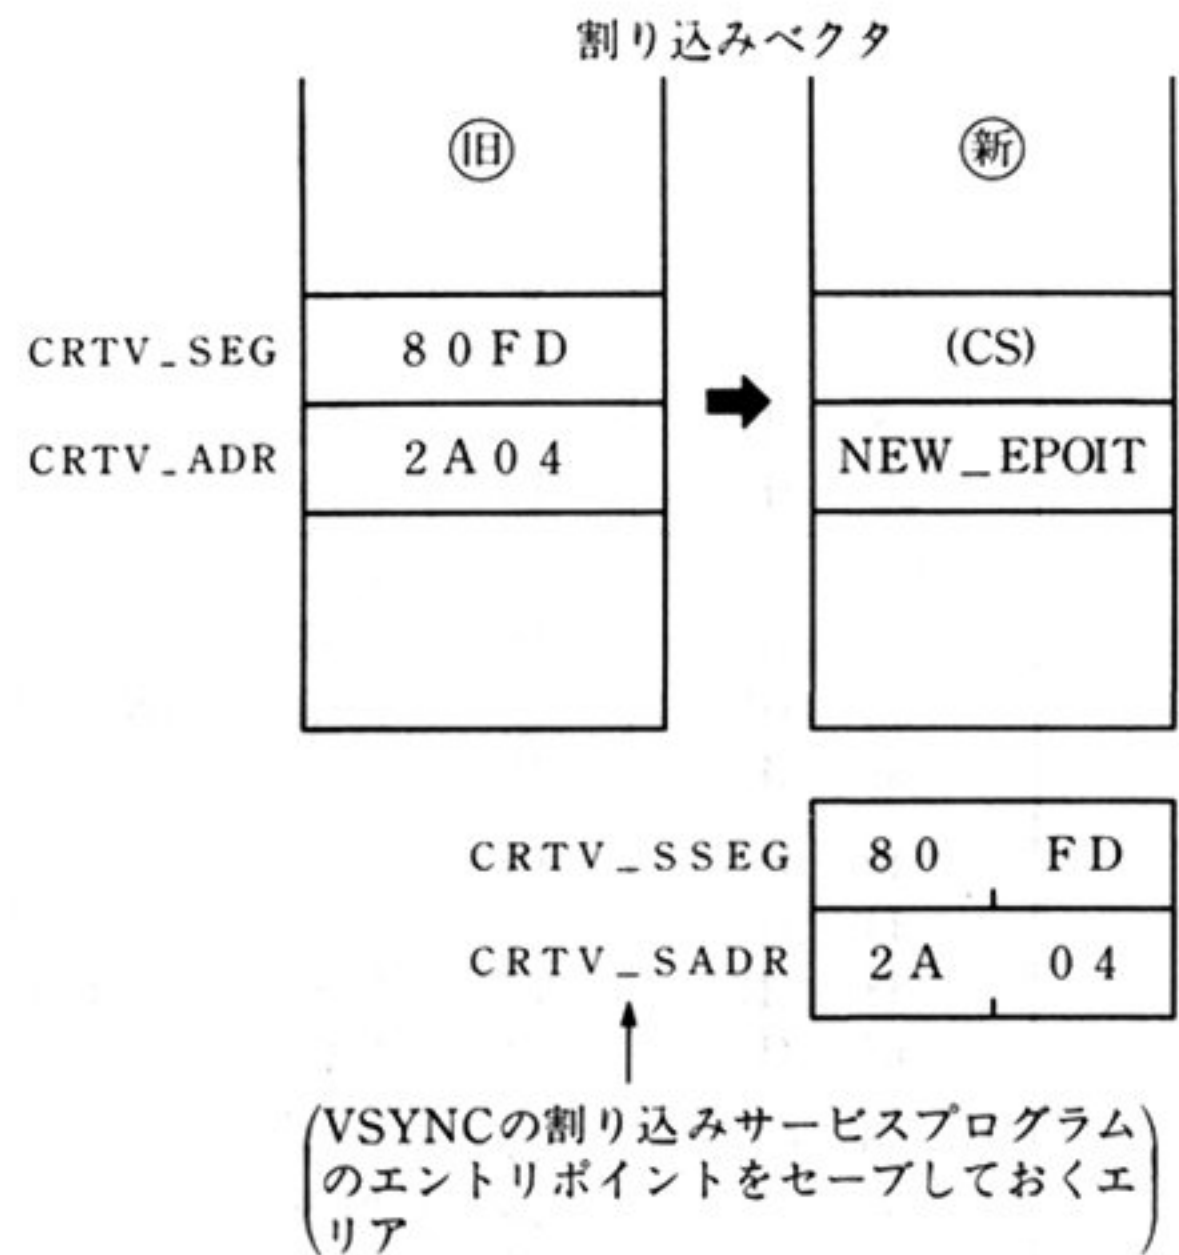 割り込みベクタ
旧
新
CRTV_SEG
80FD
(CS)
CRTV_ADR
2A04
NEW_EPOIT
CRTV_SSEG
80 FD
CRTV_SADR
2A 04
(VSYNCの割り込みサービスプログラム
のエントリポイントをセーブしておくエ
リア)